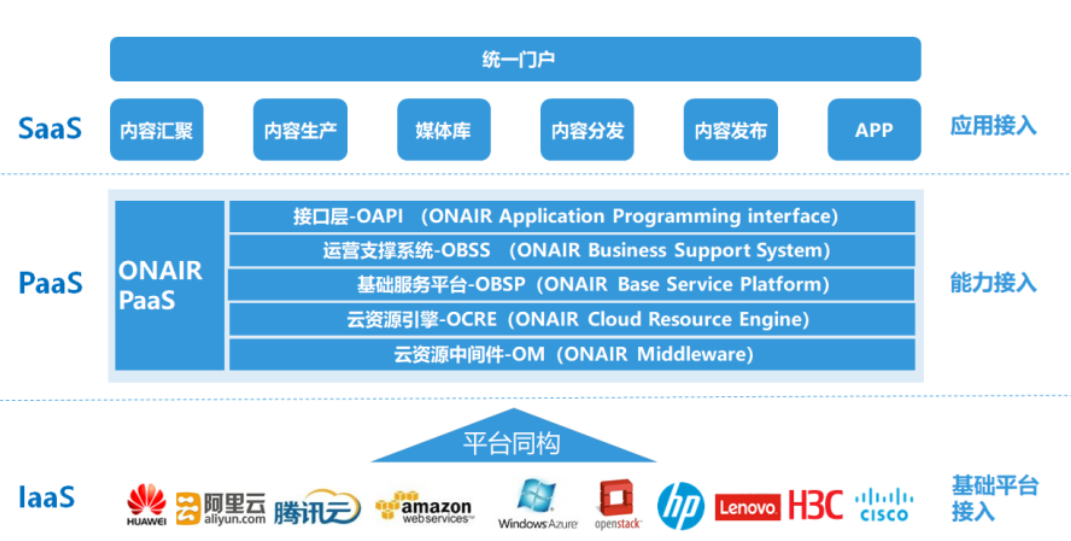 统一门户
SaaS
内容汇聚
内容生产
媒体库
内容分发
内容发布
APP
应用接入
PaaS
ONAIR
PaaS
接口层-OAPI （ONAIR Application Programming interface）
运营支撑系统-OBSS （ONAIR Business Support System）
基础服务平台-OBSP（ONAIR Base Service Platform）
云资源引擎-OCRE（ONAIR Cloud Resource Engine）
云资源中间件-OM（ONAIR Middleware）
能力接入
平台同构
IaaS
HUAWEI
阿里云
aliyun.com
腾讯云
amazon
webservices™
Windows Azure
openstack
hp
Lenovo
H3C
CISCO
基础平台
接入